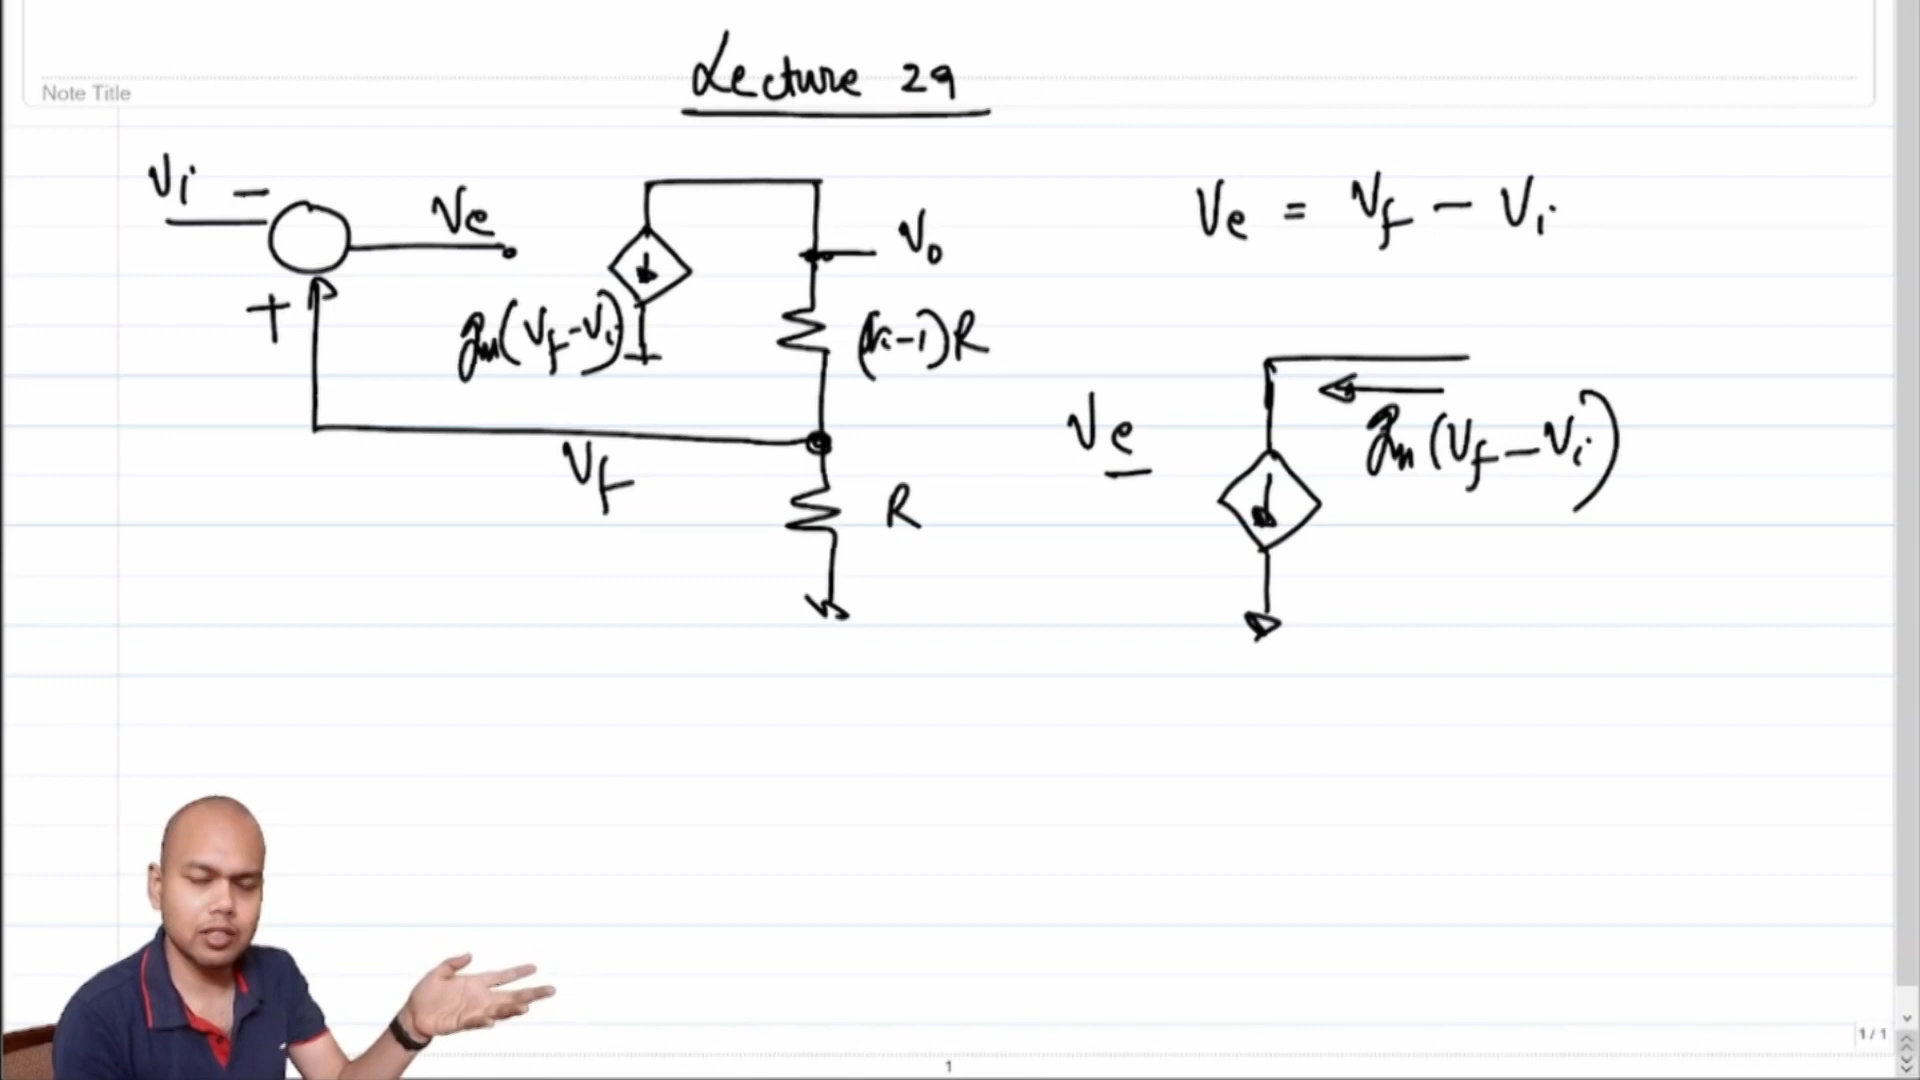 Lecture 29
Note Title
Vi −
Ve
Vo
Ve = Vf − Vi
+
gm(Vf−Vi)
(k−1)R
Ve
gm(Vf−Vi)
Vf
R
1 / 1
1